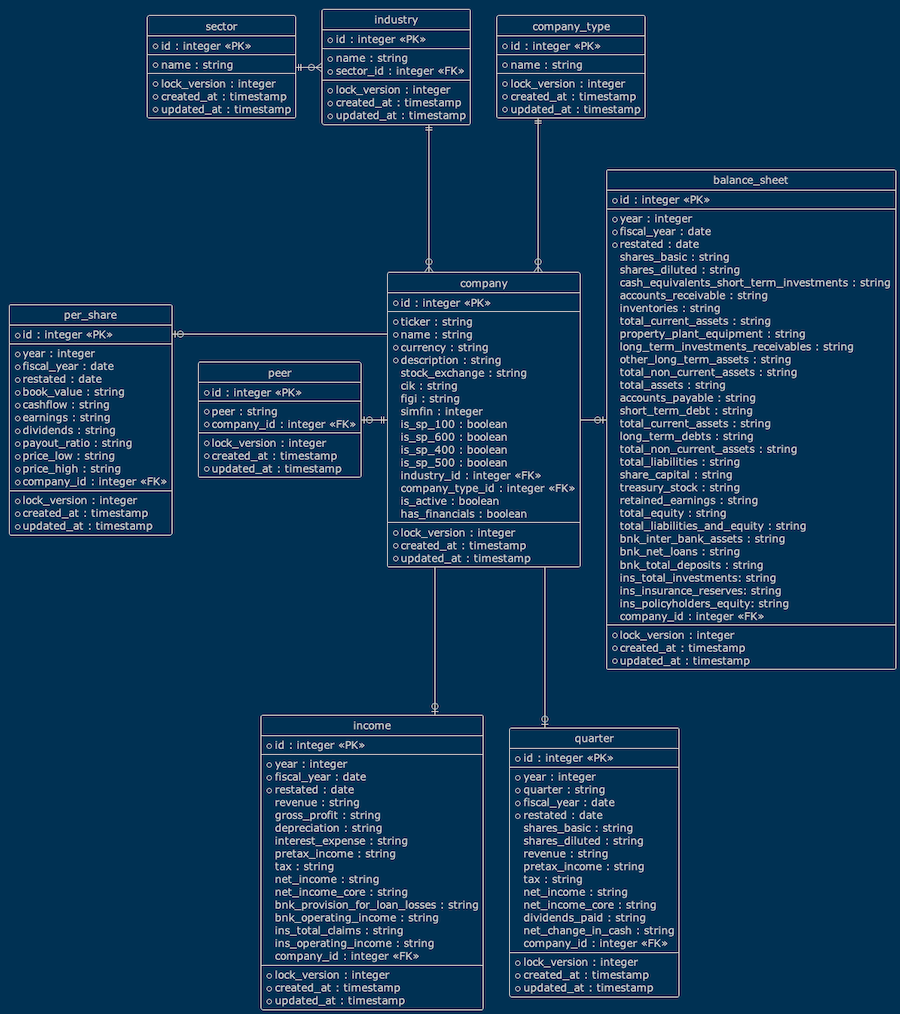 sector
id : integer «PK»
name : string
lock_version : integer
created_at : timestamp
updated_at : timestamp
industry
id : integer «PK»
name : string
sector_id : integer «FK»
lock_version : integer
created_at : timestamp
updated_at : timestamp
company_type
id : integer «PK»
name : string
lock_version : integer
created_at : timestamp
updated_at : timestamp
balance_sheet
id : integer «PK»
year : integer
fiscal_year : date
restated : date
shares_basic : string
shares_diluted : string
cash_equivalents_short_term_investments : string
accounts_receivable : string
inventories : string
total_current_assets : string
property_plant_equipment : string
long_term_investments_receivables : string
other_long_term_assets : string
total_non_current_assets : string
total_assets : string
accounts_payable : string
short_term_debt : string
total_current_assets : string
long_term_debts : string
total_non_current_assets : string
total_liabilities : string
share_capital : string
treasury_stock : string
retained_earnings : string
total_equity : string
total_liabilities_and_equity : string
bnk_inter_bank_assets : string
bnk_net_loans : string
bnk_total_deposits : string
ins_total_investments: string
ins_insurance_reserves: string
ins_policyholders_equity: string
company_id : integer «FK»
lock_version : integer
created_at : timestamp
updated_at : timestamp
company
id : integer «PK»
ticker : string
name : string
currency : string
description : string
stock_exchange : string
cik : string
figi : string
simfin : integer
is_sp_100 : boolean
is_sp_600 : boolean
is_sp_400 : boolean
is_sp_500 : boolean
industry_id : integer «FK»
company_type_id : integer «FK»
is_active : boolean
has_financials : boolean
lock_version : integer
created_at : timestamp
updated_at : timestamp
per_share
id : integer «PK»
year : integer
fiscal_year : date
restated : date
book_value : string
cashflow : string
earnings : string
dividends : string
payout_ratio : string
price_low : string
price_high : string
company_id : integer «FK»
lock_version : integer
created_at : timestamp
updated_at : timestamp
peer
id : integer «PK»
peer : string
company_id : integer «FK»
lock_version : integer
created_at : timestamp
updated_at : timestamp
income
id : integer «PK»
year : integer
fiscal_year : date
restated : date
revenue : string
gross_profit : string
depreciation : string
interest_expense : string
pretax_income : string
tax : string
net_income : string
net_income_core : string
bnk_provision_for_loan_losses : string
bnk_operating_income : string
ins_total_claims : string
ins_operating_income : string
company_id : integer «FK»
lock_version : integer
created_at : timestamp
updated_at : timestamp
quarter
id : integer «PK»
year : integer
quarter : string
fiscal_year : date
restated : date
shares_basic : string
shares_diluted : string
revenue : string
pretax_income : string
tax : string
net_income : string
net_income_core : string
dividends_paid : string
net_change_in_cash : string
company_id : integer «FK»
lock_version : integer
created_at : timestamp
updated_at : timestamp